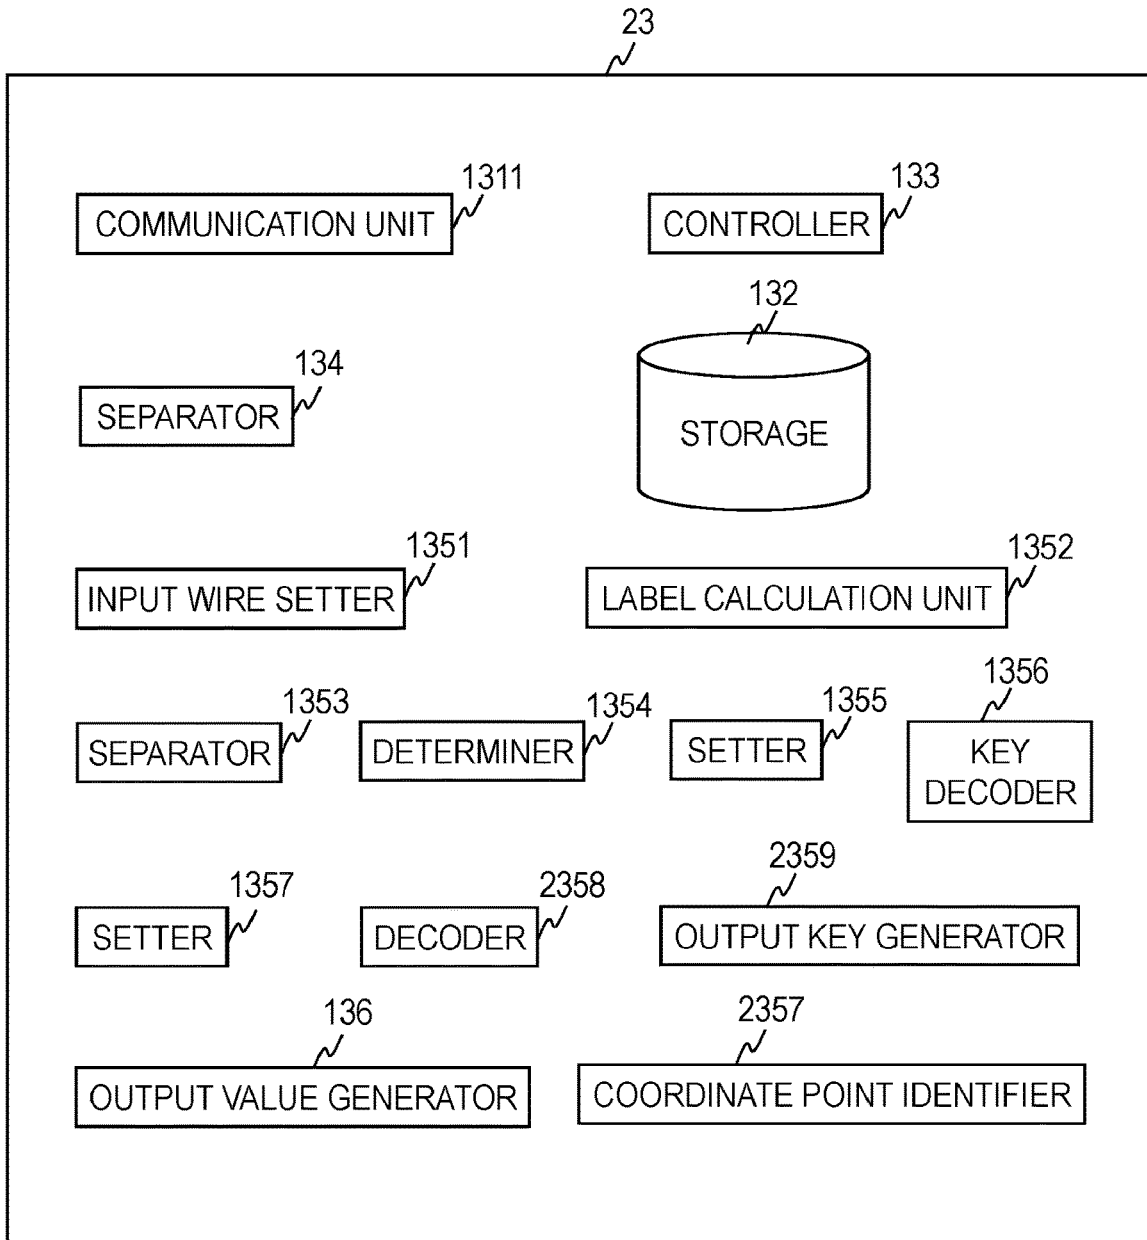 23
1311
COMMUNICATION UNIT
133
CONTROLLER
132
STORAGE
134
SEPARATOR
1351
INPUT WIRE SETTER
1352
LABEL CALCULATION UNIT
1353
SEPARATOR
1354
DETERMINER
1355
SETTER
1356
KEY
DECODER
1357
SETTER
2358
DECODER
2359
OUTPUT KEY GENERATOR
136
OUTPUT VALUE GENERATOR
2357
COORDINATE POINT IDENTIFIER